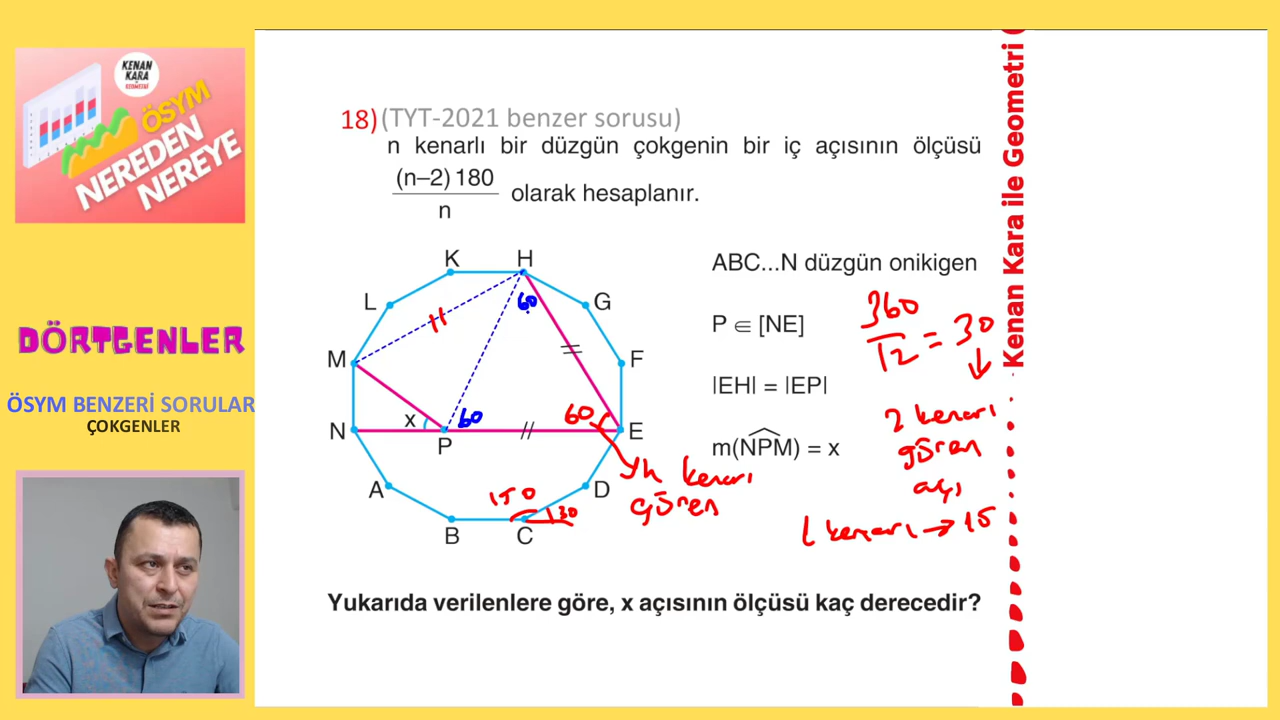 KENAN
KARA
ile
GEOMETRİ
ÖSYM
NEREDEN
NEREYE
DÖRTGENLER
ÖSYM BENZERİ SORULAR
ÇOKGENLER
18) (TYT-2021 benzer sorusu)
n kenarlı bir düzgün çokgenin bir iç açısının ölçüsü
(n–2) 180
n
olarak hesaplanır.
K H
L G
M F
N x P E
A D
B C
60
60
60
150
30
ABC...N düzgün onikigen
P ∈ [NE]
|EH| = |EP|
m(NPM) = x
360
12
= 30
2 kenarı
gören
açı
1 kenarı → 15
kenarı
gören
Yukarıda verilenlere göre, x açısının ölçüsü kaç derecedir?
Kenan Kara ile Geometri